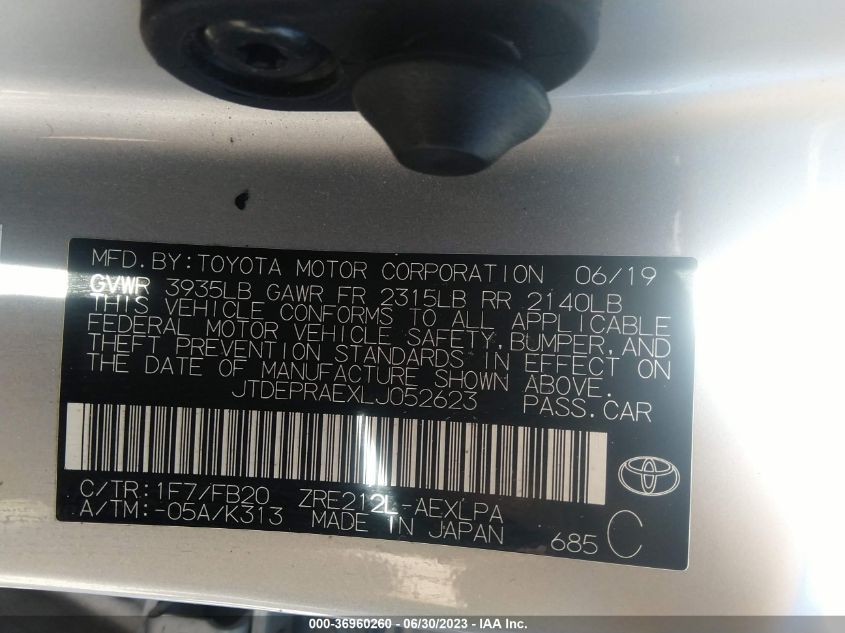 MFD. BY: TOYOTA MOTOR CORPORATION 06/19
GVWR 3935LB GAWR FR 2315LB RR 2140LB
THIS VEHICLE CONFORMS TO ALL APPLICABLE
FEDERAL MOTOR VEHICLE SAFETY, BUMPER, AND
THEFT PREVENTION STANDARDS IN EFFECT ON
THE DATE OF MANUFACTURE SHOWN ABOVE.
JTDEPRAEXLJ052623 PASS. CAR
C/TR: 1F7/FB20 ZRE212L-AEXLPA
A/TM: -05A/K313 MADE IN JAPAN 685 C
000-36960260 - 06/30/2023 - IAA Inc.